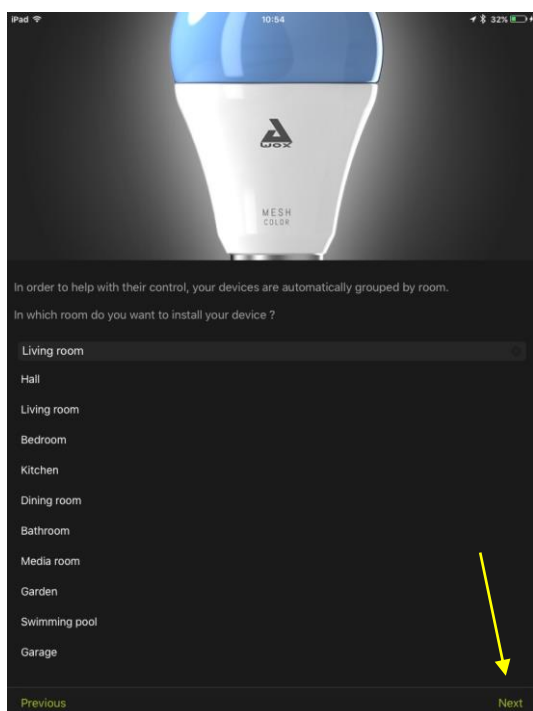 iPad 10:54 32%
AWOX
MESH
COLOR
In order to help with their control, your devices are automatically grouped by room.
In which room do you want to install your device ?
Living room
Hall
Living room
Bedroom
Kitchen
Dining room
Bathroom
Media room
Garden
Swimming pool
Garage
Previous Next